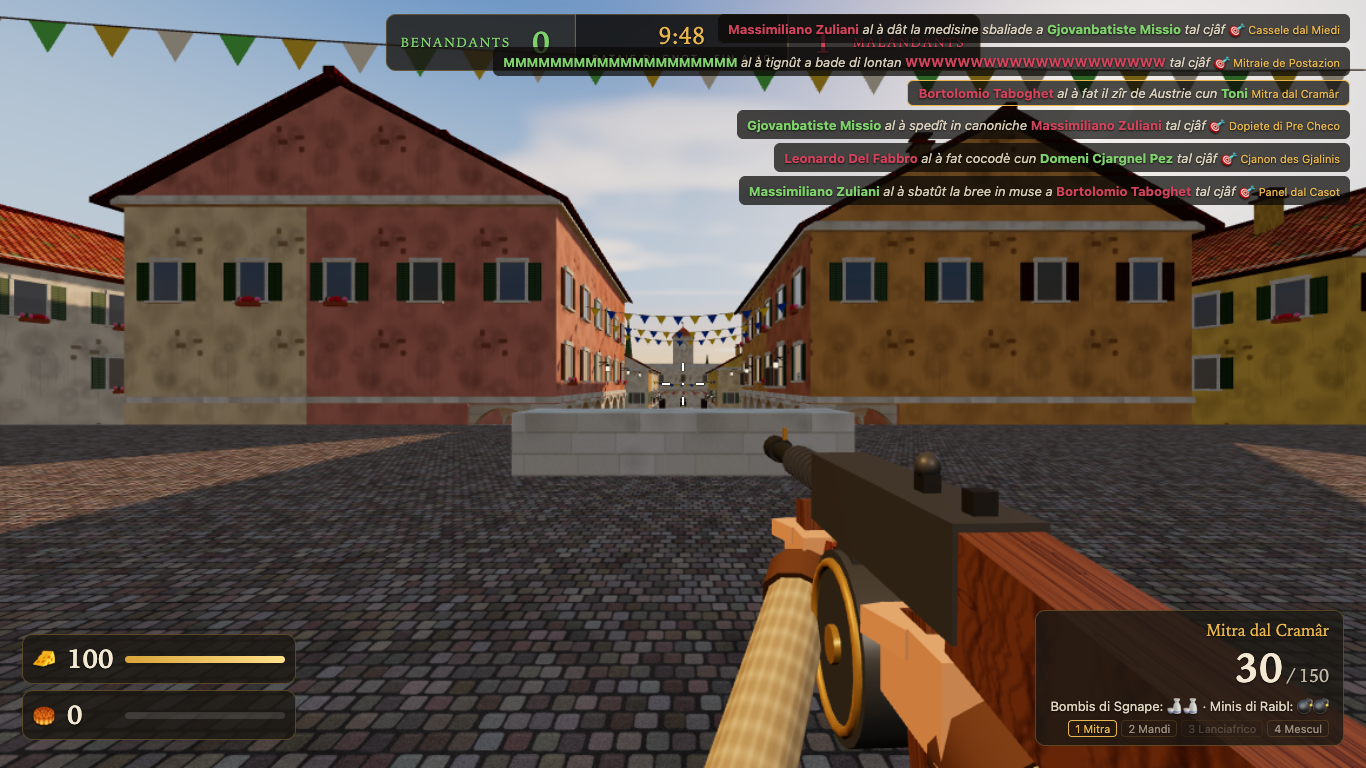 BENANDANTS 0
9:48
1 MALANDANTS
Massimiliano Zuliani al à dât la medisine sbaliade a Gjovanbatiste Missio tal cjâf Cassele dal Miedi
MMMMMMMMMMMMMMMMMMMM al à tignût a bade di lontan WWWWWWWWWWWWWWWWWWWW tal cjâf Mitraie de Postazion
Bortolomio Taboghet al à fat il zîr de Austrie cun Toni Mitra dal Cramâr
Gjovanbatiste Missio al à spedît in canoniche Massimiliano Zuliani tal cjâf Dopiete di Pre Checo
Leonardo Del Fabbro al à fat cocodè cun Domeni Cjargnel Pez tal cjâf Cjanon des Gjalinis
Massimiliano Zuliani al à sbatût la bree in muse a Bortolomio Taboghet tal cjâf Panel dal Casot
100
0
Mitra dal Cramâr
30 / 150
Bombis di Sgnape: · Minis di Raibl:
1 Mitra 2 Mandi 3 Lanciafrico 4 Mescul